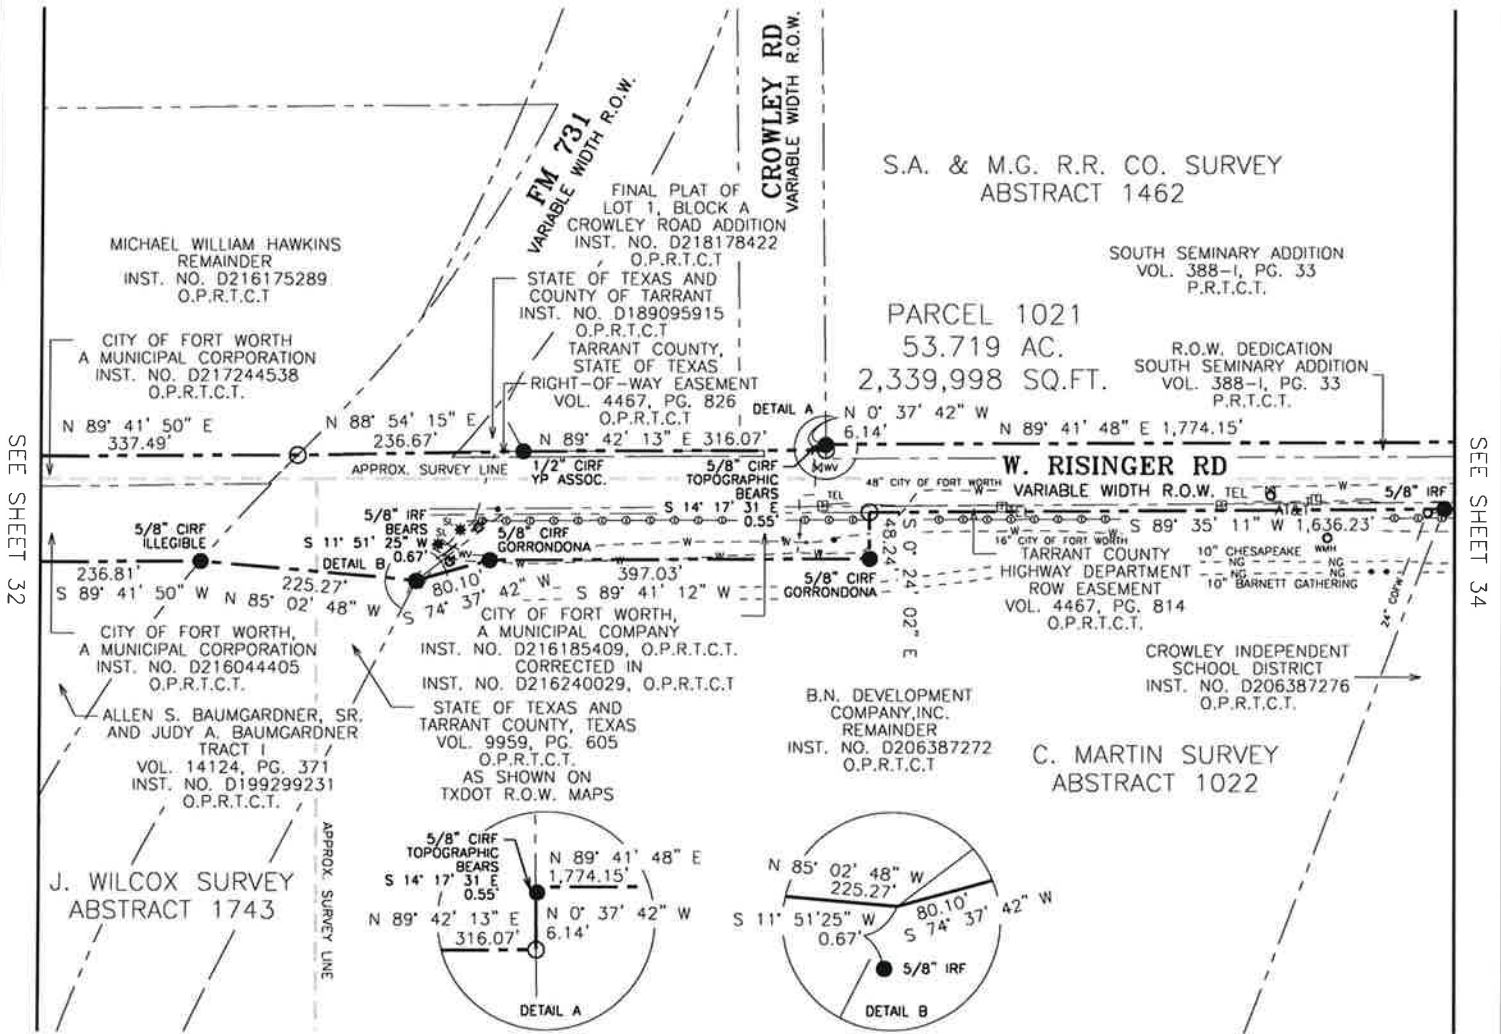 SEE SHEET 32
SEE SHEET 34
FM 731
VARIABLE WIDTH R.O.W.
CROWLEY RD
VARIABLE WIDTH R.O.W.
S.A. & M.G. R.R. CO. SURVEY
ABSTRACT 1462
FINAL PLAT OF
LOT 1, BLOCK A
CROWLEY ROAD ADDITION
INST. NO. D218178422
O.P.R.T.C.T
MICHAEL WILLIAM HAWKINS
REMAINDER
INST. NO. D216175289
O.P.R.T.C.T
SOUTH SEMINARY ADDITION
VOL. 388-I, PG. 33
P.R.T.C.T.
STATE OF TEXAS AND
COUNTY OF TARRANT
INST. NO. D189095915
O.P.R.T.C.T
PARCEL 1021
53.719 AC.
2,339,998 SQ.FT.
CITY OF FORT WORTH
A MUNICIPAL CORPORATION
INST. NO. D217244538
O.P.R.T.C.T.
TARRANT COUNTY,
STATE OF TEXAS
RIGHT-OF-WAY EASEMENT
VOL. 4467, PG. 826
O.P.R.T.C.T
R.O.W. DEDICATION
SOUTH SEMINARY ADDITION
VOL. 388-I, PG. 33
P.R.T.C.T.
N 89° 41' 50" E
337.49'
N 88° 54' 15" E
236.67'
N 89° 42' 13" E 316.07'
DETAIL A
N 0° 37' 42" W
6.14'
N 89° 41' 48" E 1,774.15'
APPROX. SURVEY LINE
1/2" CIRF
YP ASSOC.
5/8" CIRF
TOPOGRAPHIC
BEARS
S 14° 17' 31 E
0.55'
WV
W. RISINGER RD
VARIABLE WIDTH R.O.W.
48" CITY OF FORT WORTH
W
W
TEL
TEL
AT&T
5/8" IRF
5/8" CIRF
ILLEGIBLE
5/8" IRF
BEARS
S 11° 51' 25" W
0.67'
DETAIL B
SL
SL
WV
5/8" CIRF
GORRONDONA
S 0° 24' 02" E
48.24'
S 89° 35' 11" W 1,636.23'
16" CITY OF FORT WORTH
WMH
10" CHESAPEAKE
NG NG NG
NG NG NG
10" BARNETT GATHERING
236.81'
S 89° 41' 50" W
225.27'
N 85° 02' 48" W
80.10'
S 74° 37' 42" W
397.03'
S 89° 41' 12" W
5/8" CIRF
GORRONDONA
TARRANT COUNTY
HIGHWAY DEPARTMENT
ROW EASEMENT
VOL. 4467, PG. 814
O.P.R.T.C.T.
CITY OF FORT WORTH,
A MUNICIPAL CORPORATION
INST. NO. D216044405
O.P.R.T.C.T.
CITY OF FORT WORTH,
A MUNICIPAL COMPANY
INST. NO. D216185409, O.P.R.T.C.T.
CORRECTED IN
INST. NO. D216240029, O.P.R.T.C.T
CROWLEY INDEPENDENT
SCHOOL DISTRICT
INST. NO. D206387276
O.P.R.T.C.T.
ALLEN S. BAUMGARDNER, SR.
AND JUDY A. BAUMGARDNER
TRACT I
VOL. 14124, PG. 371
INST. NO. D199299231
O.P.R.T.C.T.
STATE OF TEXAS AND
TARRANT COUNTY, TEXAS
VOL. 9959, PG. 605
O.P.R.T.C.T.
AS SHOWN ON
TXDOT R.O.W. MAPS
B.N. DEVELOPMENT
COMPANY,INC.
REMAINDER
INST. NO. D206387272
O.P.R.T.C.T
C. MARTIN SURVEY
ABSTRACT 1022
J. WILCOX SURVEY
ABSTRACT 1743
APPROX. SURVEY LINE
5/8" CIRF
TOPOGRAPHIC
BEARS
S 14° 17' 31 E
0.55'
N 89° 41' 48" E
1,774.15'
N 89° 42' 13" E
316.07'
N 0° 37' 42" W
6.14'
DETAIL A
N 85° 02' 48" W
225.27'
S 11° 51'25" W
0.67'
80.10'
S 74° 37' 42" W
5/8" IRF
DETAIL B